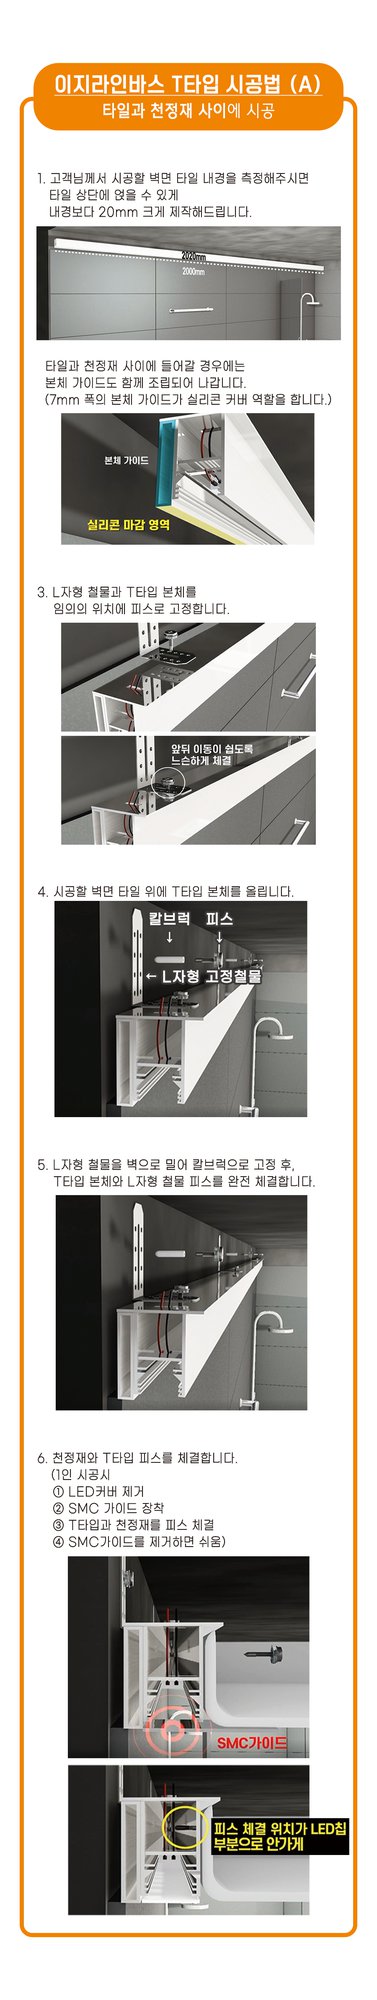 이지라인바스 T타입 시공법 (A)
타일과 천정재 사이에 시공
1. 고객님께서 시공할 벽면 타일 내경을 측정해주시면
타일 상단에 얹을 수 있게
내경보다 20mm 크게 제작해드립니다.
2020mm
2000mm
타일과 천정재 사이에 들어갈 경우에는
본체 가이드도 함께 조립되어 나갑니다.
(7mm 폭의 본체 가이드가 실리콘 커버 역할을 합니다.)
본체 가이드
실리콘 마감 영역
3. L자형 철물과 T타입 본체를
임의의 위치에 피스로 고정합니다.
앞뒤 이동이 쉽도록
느슨하게 체결
4. 시공할 벽면 타일 위에 T타입 본체를 올립니다.
칼브럭 피스
↓ ↓
← L자형 고정철물
5. L자형 철물을 벽으로 밀어 칼브럭으로 고정 후,
T타입 본체와 L자형 철물 피스를 완전 체결합니다.
6. 천정재와 T타입 피스를 체결합니다.
(1인 시공시
① LED커버 제거
② SMC 가이드 장착
③ T타입과 천정재를 피스 체결
④ SMC가이드를 제거하면 쉬움)
SMC가이드
피스 체결 위치가 LED칩
부분으로 안가게